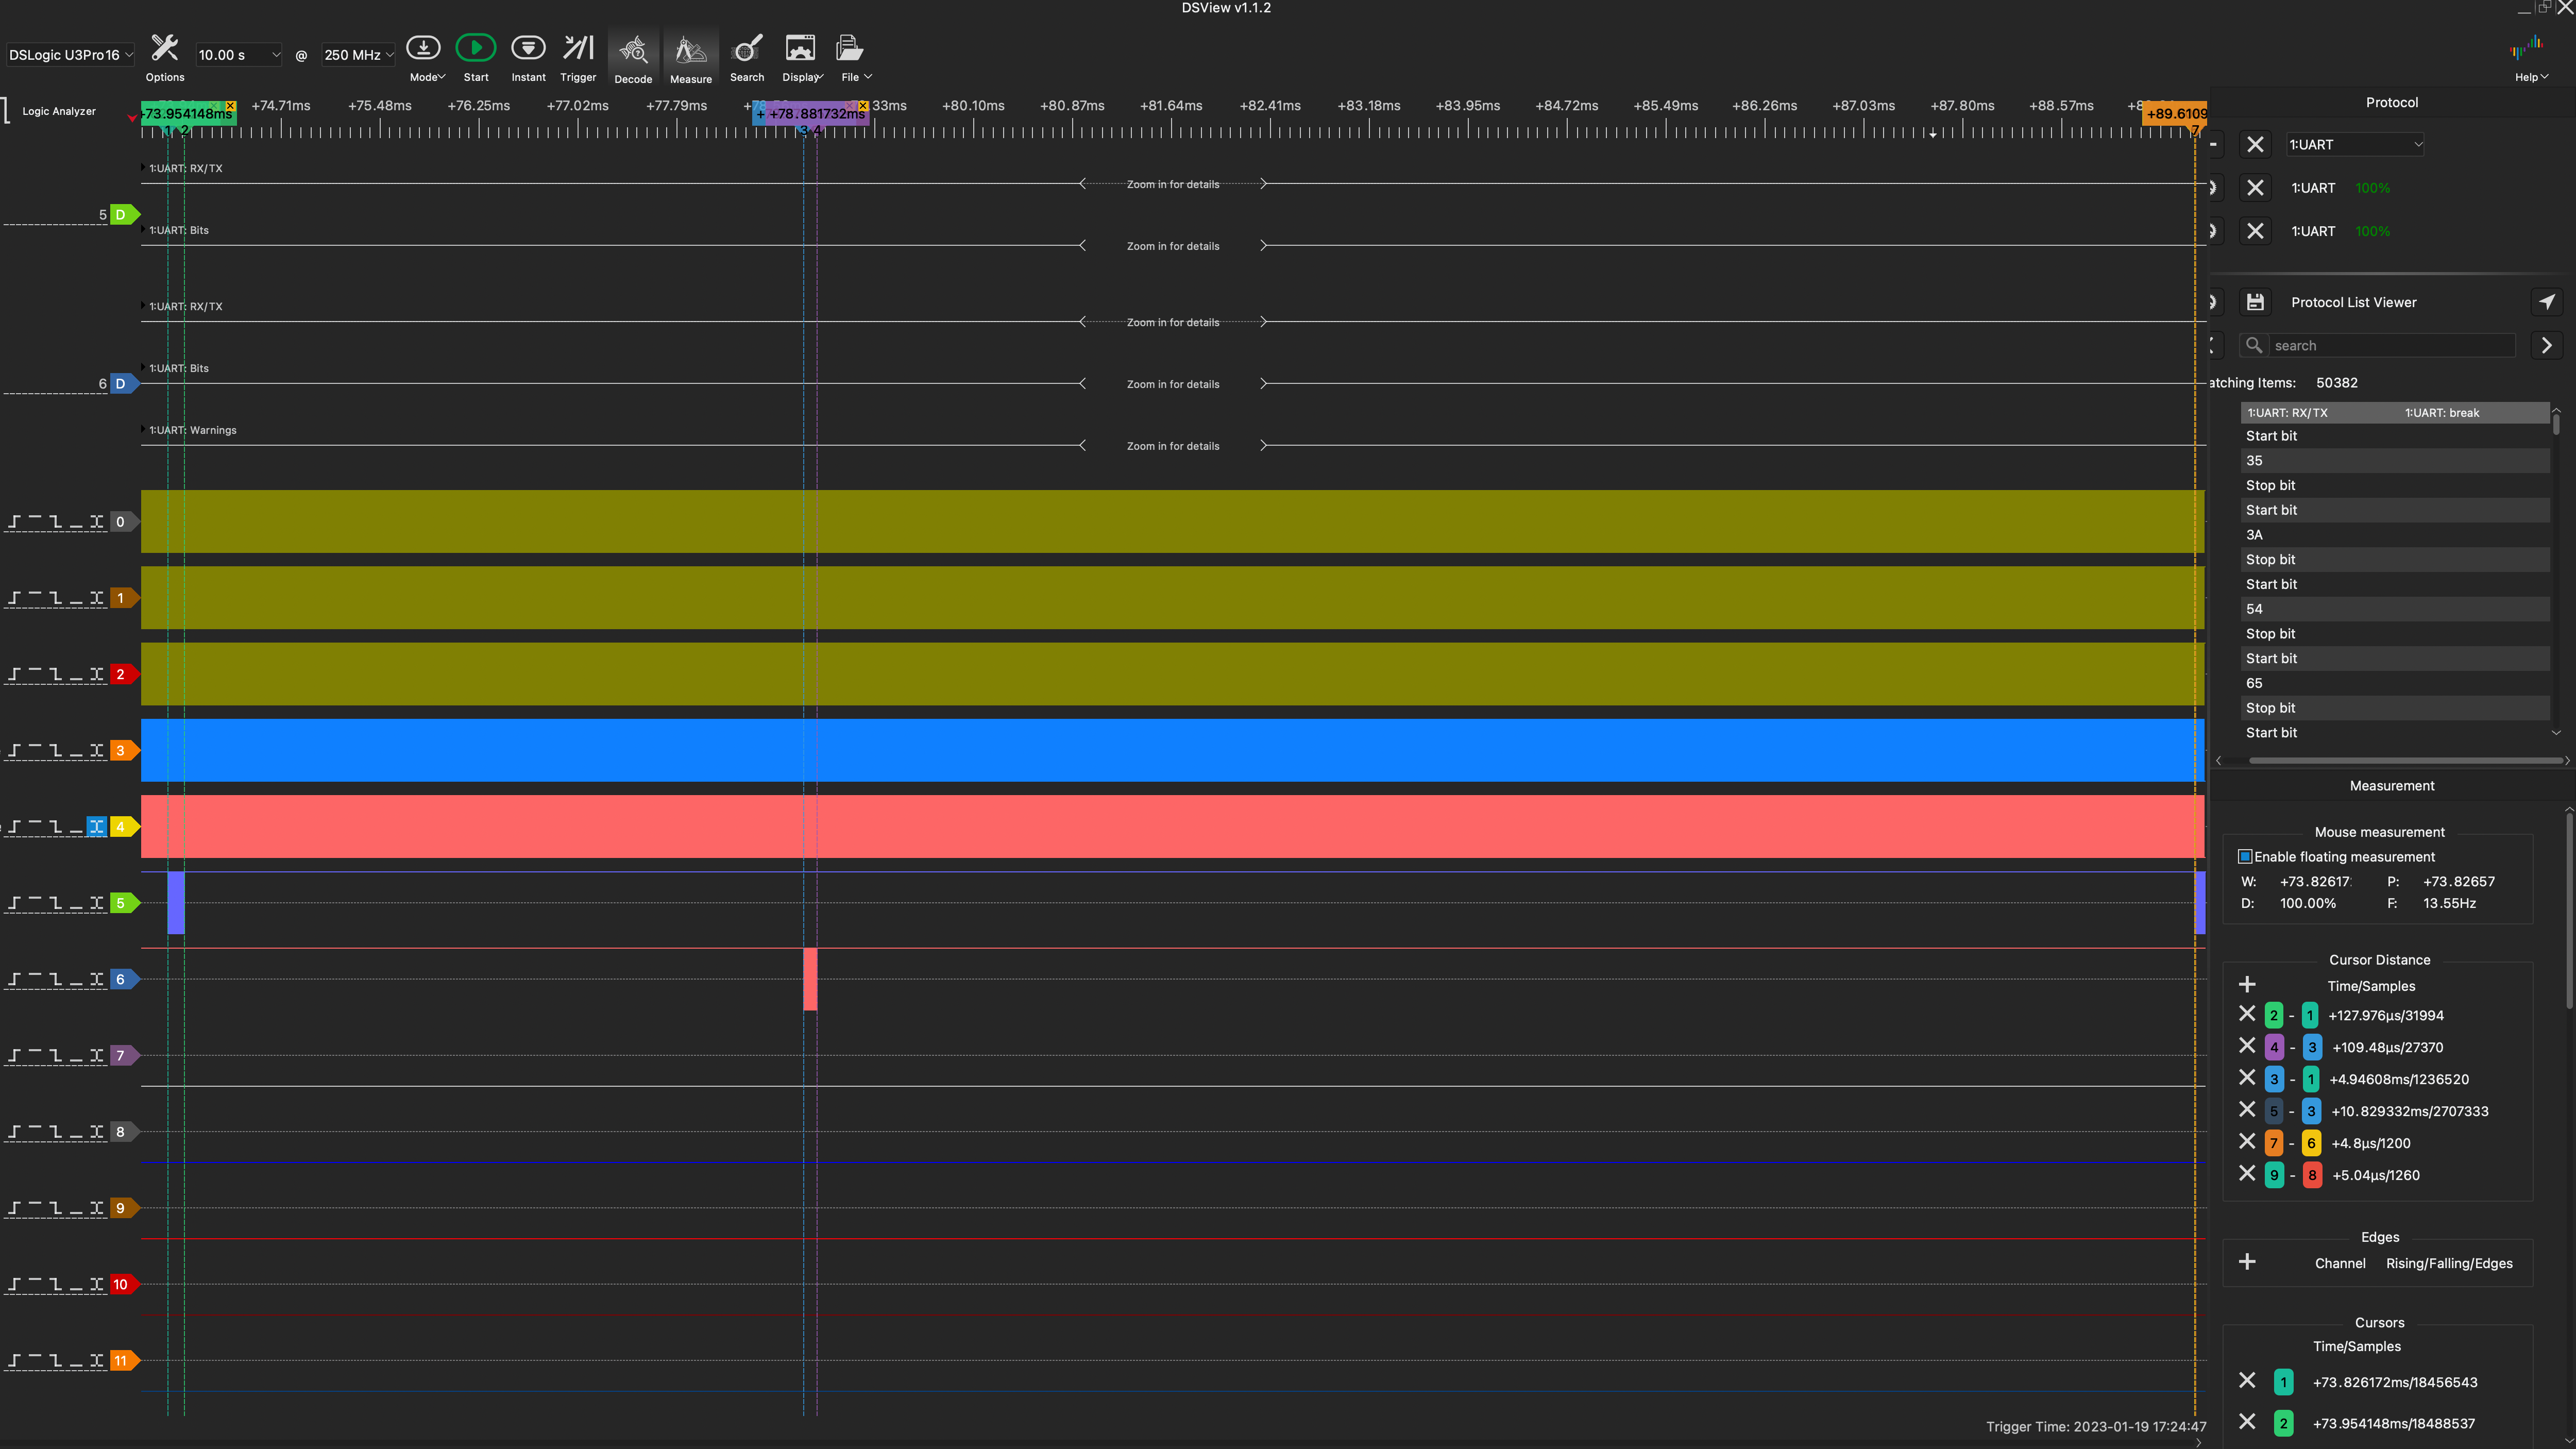 DSView v1.1.2
DSLogic U3Pro16
Options
10.00 s
@
250 MHz
Mode
Start
Instant
Trigger
Decode
Measure
Search
Display
File
Help
Logic Analyzer
+73.954148ms
+74.71ms +75.48ms +76.25ms +77.02ms +77.79ms
+ +78.881732ms
33ms +80.10ms +80.87ms +81.64ms +82.41ms +83.18ms +83.95ms +84.72ms +85.49ms +86.26ms +87.03ms +87.80ms +88.57ms
+89.6109
1 2 3 4 7
1:UART: RX/TX
Zoom in for details
5 D
1:UART: Bits
Zoom in for details
1:UART: RX/TX
Zoom in for details
1:UART: Bits
6 D
Zoom in for details
1:UART: Warnings
Zoom in for details
0
1
2
3
4
5
6
7
8
9
10
11
Trigger Time: 2023-01-19 17:24:47
Protocol
1:UART
1:UART 100%
1:UART 100%
Protocol List Viewer
search
atching Items: 50382
1:UART: RX/TX 1:UART: break
Start bit
35
Stop bit
Start bit
3A
Stop bit
Start bit
54
Stop bit
Start bit
65
Stop bit
Start bit
Measurement
Mouse measurement
Enable floating measurement
W: +73.82617 P: +73.82657
D: 100.00% F: 13.55Hz
Cursor Distance
Time/Samples
2 - 1 +127.976µs/31994
4 - 3 +109.48µs/27370
3 - 1 +4.94608ms/1236520
5 - 3 +10.829332ms/2707333
7 - 6 +4.8µs/1200
9 - 8 +5.04µs/1260
Edges
Channel Rising/Falling/Edges
Cursors
Time/Samples
1 +73.826172ms/18456543
2 +73.954148ms/18488537